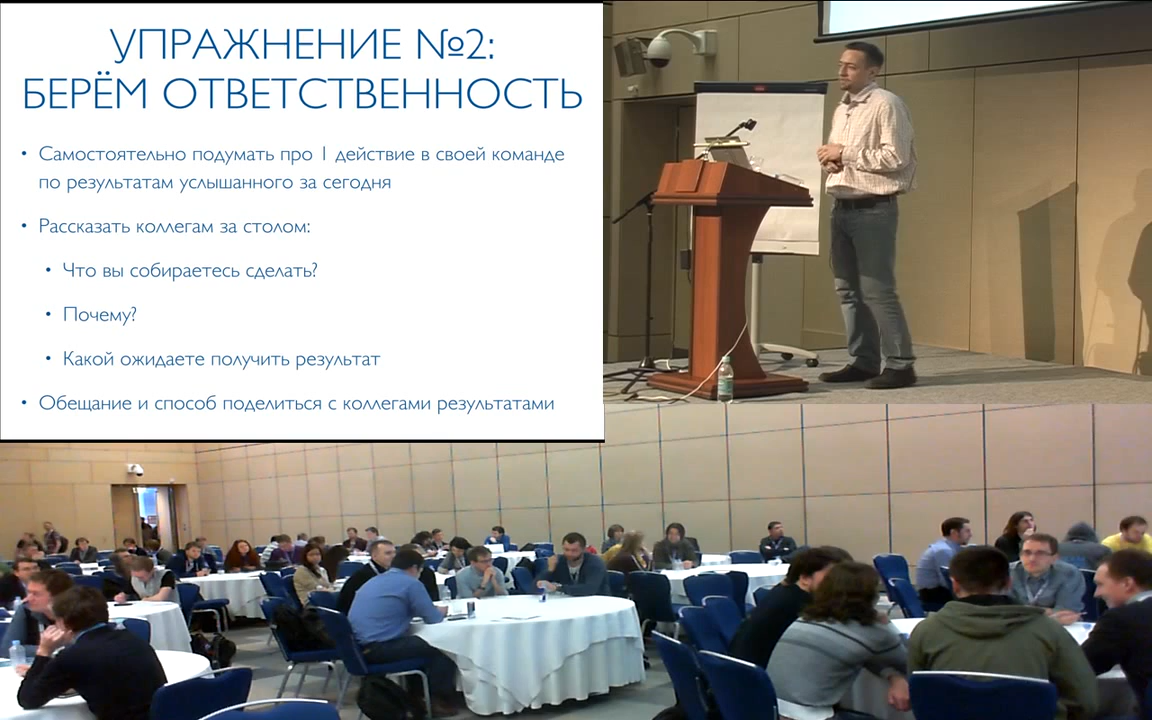 УПРАЖНЕНИЕ №2:
БЕРЁМ ОТВЕТСТВЕННОСТЬ
• Самостоятельно подумать про 1 действие в своей команде
по результатам услышанного за сегодня
• Рассказать коллегам за столом:
• Что вы собираетесь сделать?
• Почему?
• Какой ожидаете получить результат
• Обещание и способ поделиться с коллегами результатами